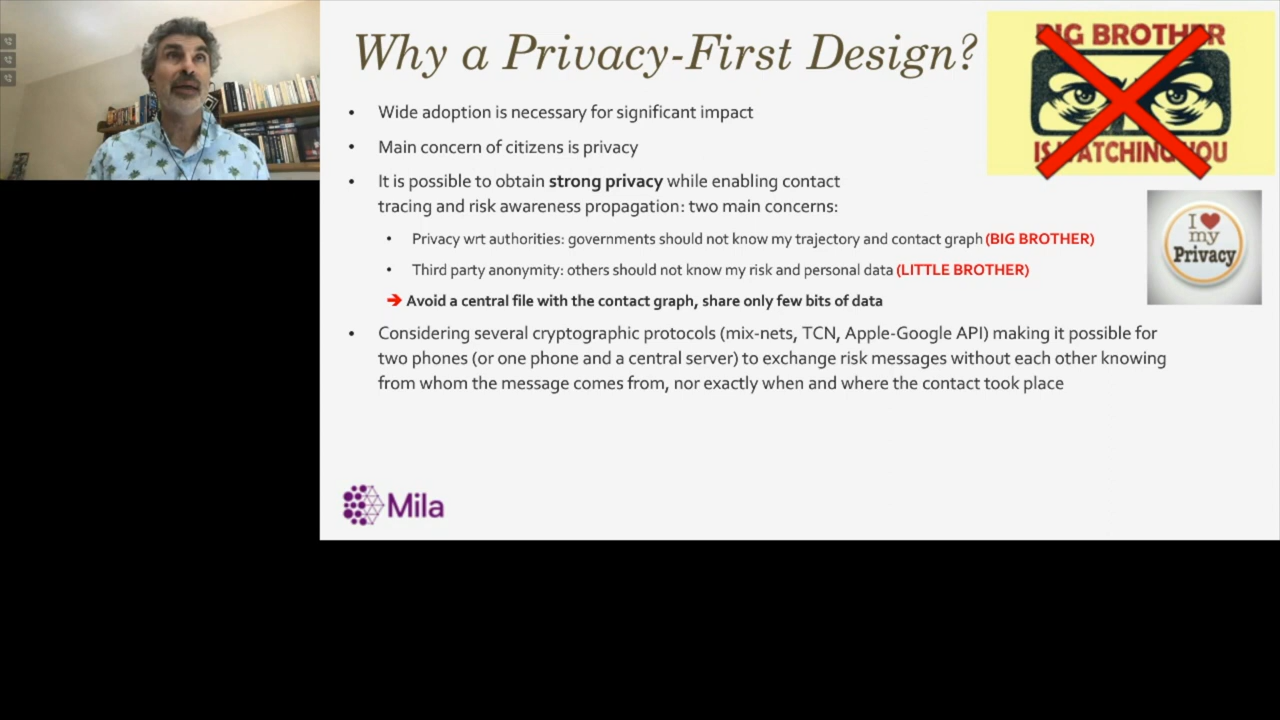 Why a Privacy-First Design?
BIG BROTHER
IS WATCHING YOU
• Wide adoption is necessary for significant impact
• Main concern of citizens is privacy
• It is possible to obtain strong privacy while enabling contact
tracing and risk awareness propagation: two main concerns:
• Privacy wrt authorities: governments should not know my trajectory and contact graph (BIG BROTHER)
• Third party anonymity: others should not know my risk and personal data (LITTLE BROTHER)
➔ Avoid a central file with the contact graph, share only few bits of data
I
my
Privacy
• Considering several cryptographic protocols (mix-nets, TCN, Apple-Google API) making it possible for
two phones (or one phone and a central server) to exchange risk messages without each other knowing
from whom the message comes from, nor exactly when and where the contact took place
Mila